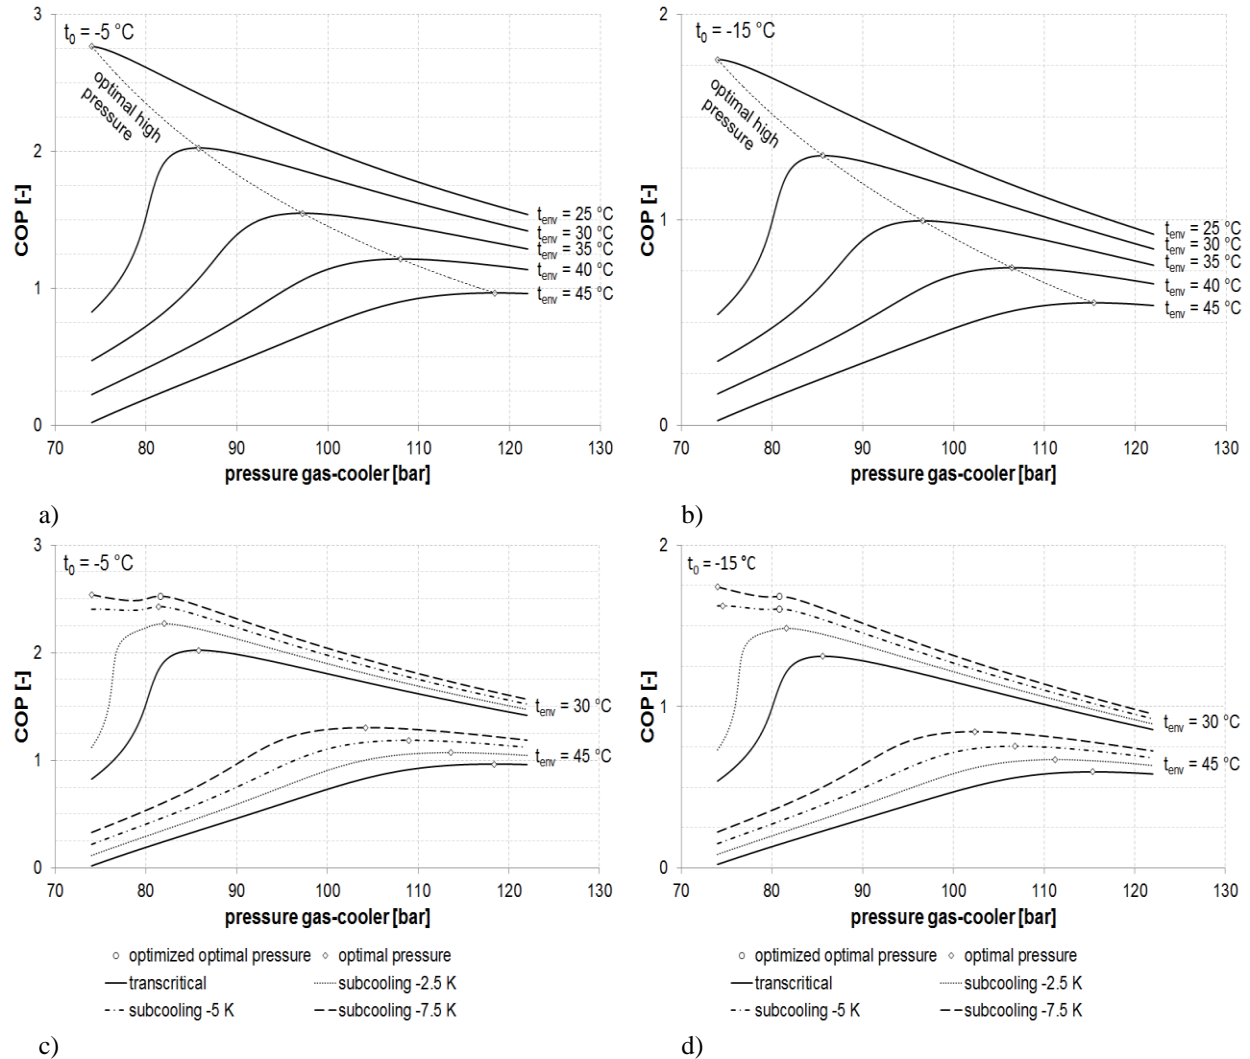 t0 = -5 °C
3
2
1
0
COP [-]
optimal high
pressure
tenv = 25 °C
tenv = 30 °C
tenv = 35 °C
tenv = 40 °C
tenv = 45 °C
70 80 90 100 110 120 130
pressure gas-cooler [bar]
a)
t0 = -15 °C
2
1
0
COP [-]
optimal high
pressure
tenv = 25 °C
tenv = 30 °C
tenv = 35 °C
tenv = 40 °C
tenv = 45 °C
70 80 90 100 110 120 130
pressure gas-cooler [bar]
b)
t0 = -5 °C
3
2
1
0
COP [-]
tenv = 30 °C
tenv = 45 °C
70 80 90 100 110 120 130
pressure gas-cooler [bar]
optimized optimal pressure optimal pressure
transcritical subcooling -2.5 K
subcooling -5 K subcooling -7.5 K
c)
t0 = -15 °C
2
1
0
COP [-]
tenv = 30 °C
tenv = 45 °C
70 80 90 100 110 120 130
pressure gas-cooler [bar]
optimized optimal pressure optimal pressure
transcritical subcooling -2.5 K
subcooling -5 K subcooling -7.5 K
d)